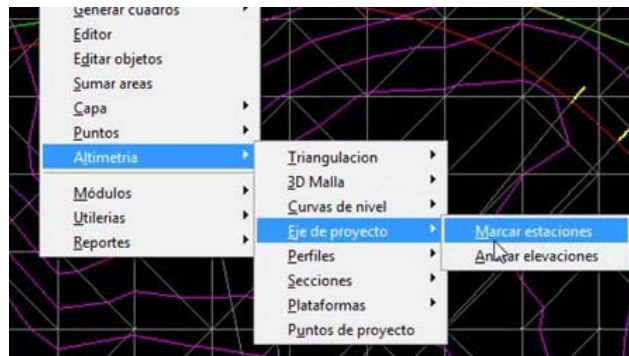 Generar cuadros
Editor
Editar objetos
Sumar areas
Capa
Puntos
Altimetria
Módulos
Utilerias
Reportes
Triangulacion
3D Malla
Curvas de nivel
Eje de proyecto
Perfiles
Secciones
Plataformas
Puntos de proyecto
Marcar estaciones
elevaciones